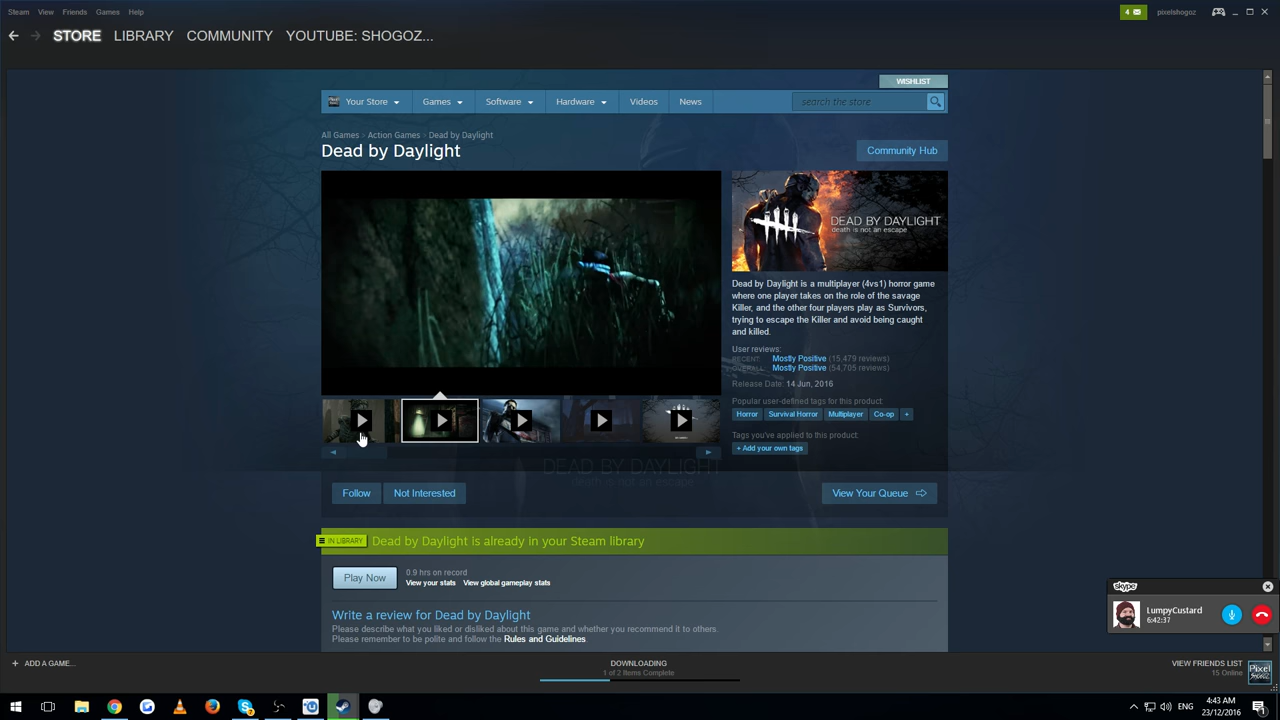 Steam View Friends Games Help
4
pixelshogoz
STORE LIBRARY COMMUNITY YOUTUBE: SHOGOZ...
WISHLIST
Your Store Games Software Hardware Videos News
search the store
All Games > Action Games > Dead by Daylight
Dead by Daylight
Community Hub
DEAD BY DAYLIGHT
death is not an escape
Dead by Daylight is a multiplayer (4vs1) horror game
where one player takes on the role of the savage
Killer, and the other four players play as Survivors,
trying to escape the Killer and avoid being caught
and killed.
User reviews:
RECENT: Mostly Positive (15,479 reviews)
OVERALL: Mostly Positive (54,705 reviews)
Release Date: 14 Jun, 2016
Popular user-defined tags for this product:
Horror Survival Horror Multiplayer Co-op +
Tags you've applied to this product:
+ Add your own tags
DEAD BY DAYLIGHT
death is not an escape
Follow Not Interested
View Your Queue
IN LIBRARY
Dead by Daylight is already in your Steam library
Play Now
0.9 hrs on record
View your stats View global gameplay stats
Write a review for Dead by Daylight
Please describe what you liked or disliked about this game and whether you recommend it to others.
Please remember to be polite and follow the Rules and Guidelines.
skype
LumpyCustard
6:42:37
+ ADD A GAME...
DOWNLOADING
1 of 2 Items Complete
VIEW FRIENDS LIST
15 Online
Pixel
ENG
4:43 AM
23/12/2016